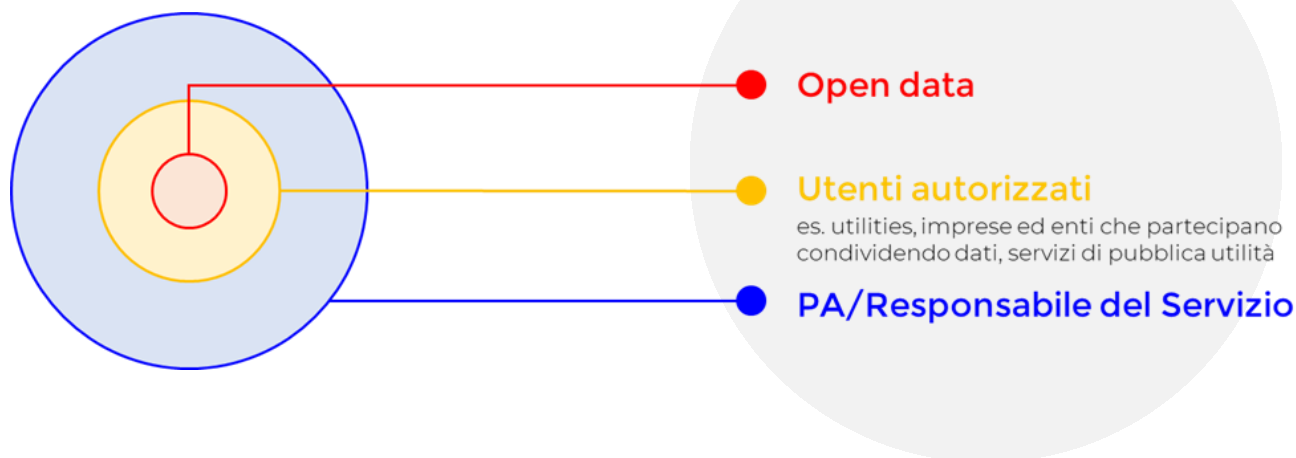 Open data
Utenti autorizzati
es. utilities, imprese ed enti che partecipano
condividendo dati, servizi di pubblica utilità
PA/Responsabile del Servizio